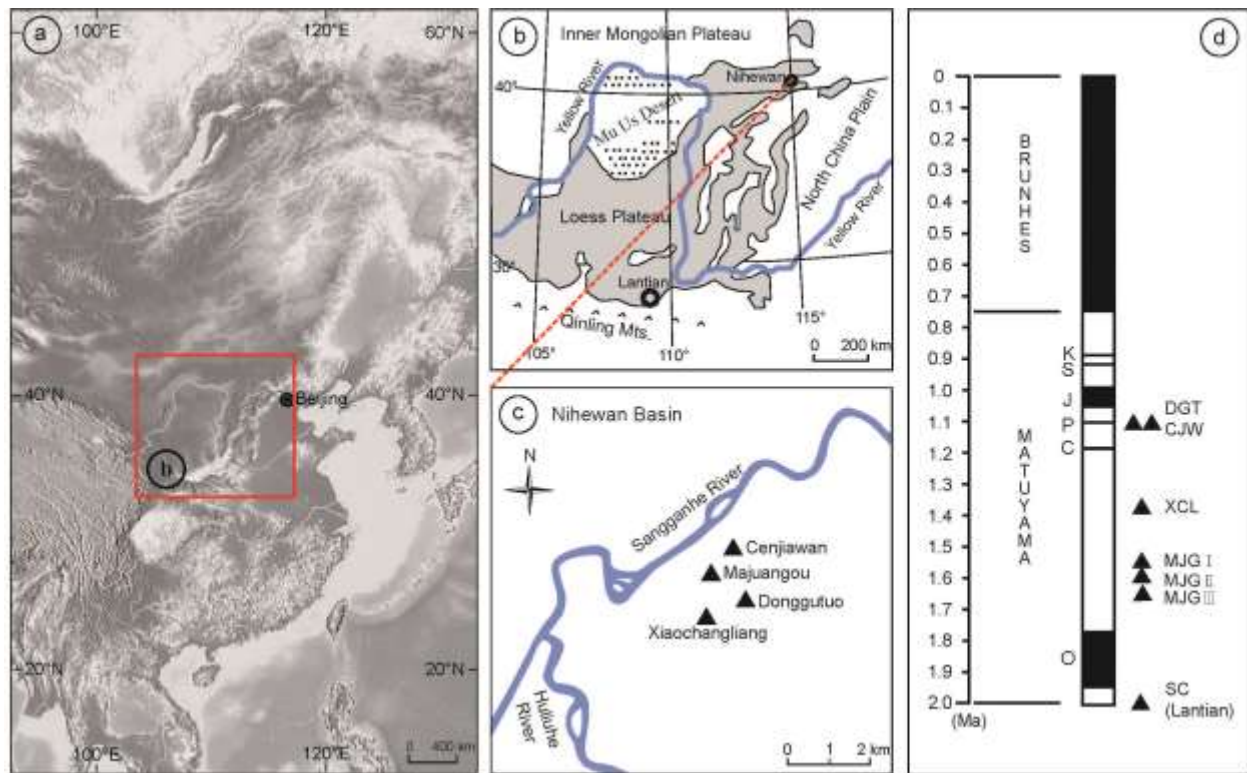 a
100°E
120°E
60°N
40°N
40°N
Beijing
b
20°N
20°N
100°E
120°E
0 400 km
b
Inner Mongolian Plateau
Nihewan
40°
Yellow River
Mu Us Desert
North China Plain
Loess Plateau
Yellow River
35°
Lantian
Qinling Mts.
115°
105°
110°
0 200 km
c
Nihewan Basin
N
Sangganhe River
Cenjiawan
Majuangou
Donggutuo
Xiaochangliang
Huliuhe
River
0 1 2 km
d
0
0.1
0.2
0.3
0.4
0.5
0.6
0.7
0.8
0.9
1.0
1.1
1.2
1.3
1.4
1.5
1.6
1.7
1.8
1.9
2.0
(Ma)
BRUNHES
MATUYAMA
K
S
J
P
C
O
DGT
CJW
XCL
MJG I
MJG II
MJG III
SC
(Lantian)